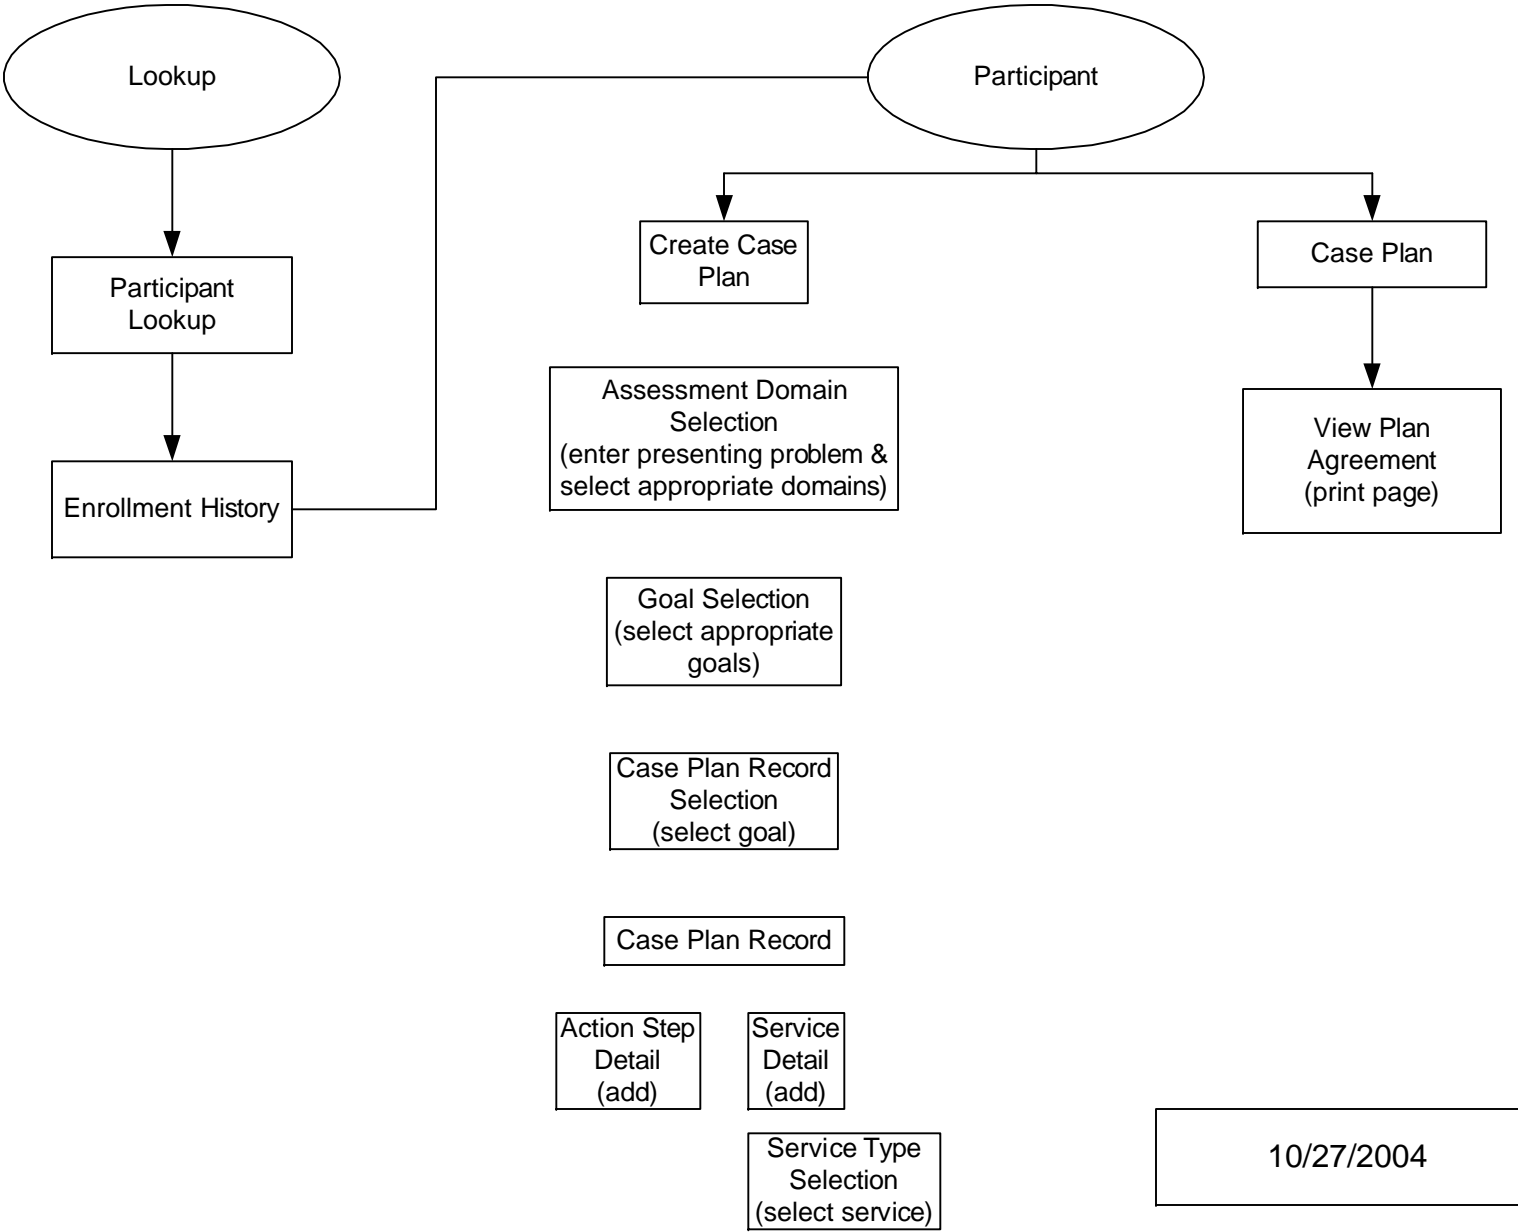 Lookup
Participant
Participant
Lookup
Enrollment History
Create Case
Plan
Case Plan
View Plan
Agreement
(print page)
Assessment Domain
Selection
(enter presenting problem &
select appropriate domains)
Goal Selection
(select appropriate
goals)
Case Plan Record
Selection
(select goal)
Case Plan Record
Action Step
Detail
(add)
Service
Detail
(add)
Service Type
Selection
(select service)
10/27/2004